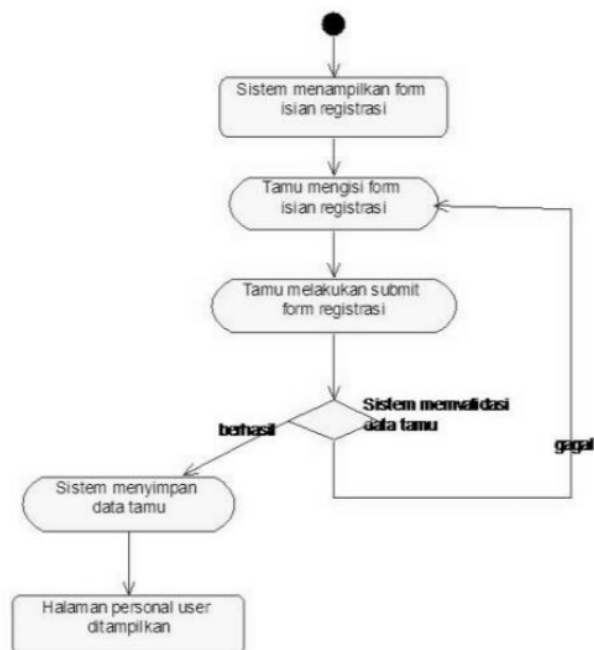 Sistem menampilkan form
isian registrasi
Tamu mengisi form
isian registrasi
Tamu melakukan submit
form registrasi
Sistem memvalidasi
data tamu
berhasil
gagal
Sistem menyimpan
data tamu
Halaman personal user
ditampilkan